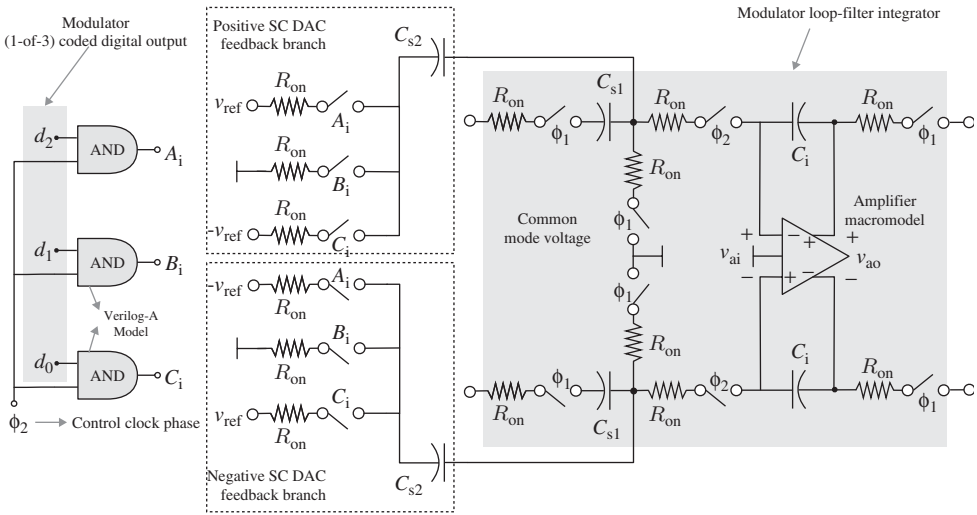 Modulator
(1-of-3) coded digital output
d2
AND
Ai
d1
AND
Bi
Verilog-A
Model
d0
AND
Ci
ϕ2
Control clock phase
Positive SC DAC
feedback branch
Cs2
Ron
vref
Ai
Ron
Bi
Ron
-vref
Ci
-vref
Ai
Ron
Bi
Ron
vref
Ci
Ron
Negative SC DAC
feedback branch
Cs2
Modulator loop-filter integrator
Ron
ϕ1
Cs1
Ron
ϕ2
Ci
Ron
ϕ1
Ron
ϕ1
Common
mode voltage
Amplifier
macromodel
+
vai
−
−
+
+
−
+
vao
−
ϕ1
Ron
Ron
ϕ1
Cs1
Ron
ϕ2
Ci
Ron
ϕ1